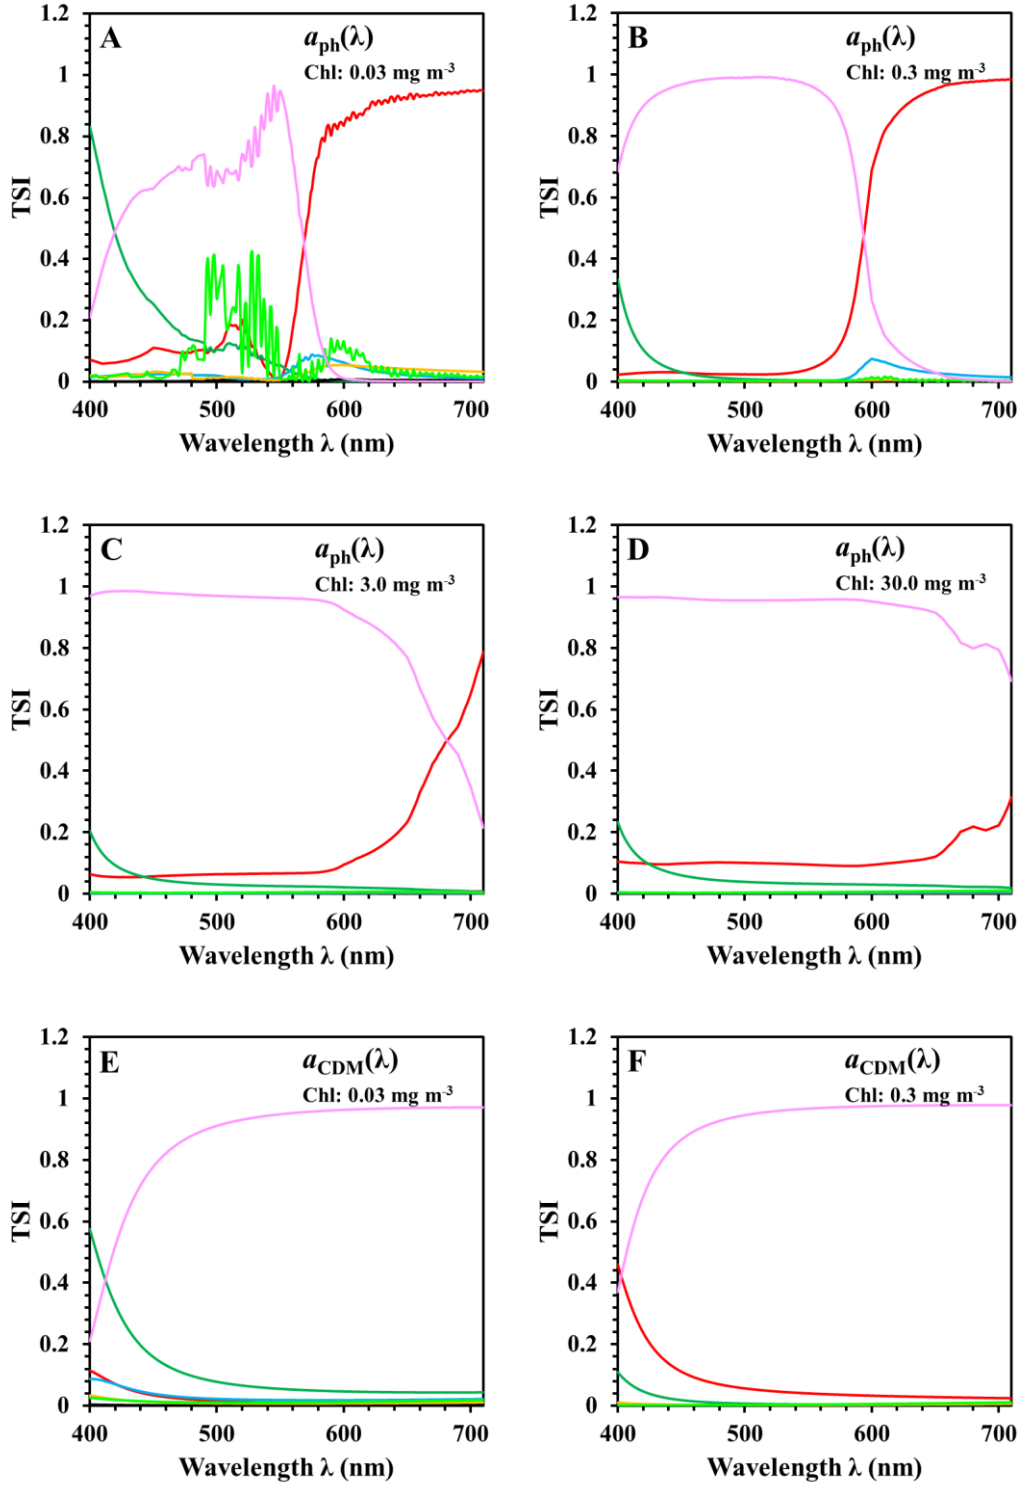 A
aph(λ)
Chl: 0.03 mg m-3
TSI
1.2
1
0.8
0.6
0.4
0.2
0
400 500 600 700
Wavelength λ (nm)
B
aph(λ)
Chl: 0.3 mg m-3
TSI
1.2
1
0.8
0.6
0.4
0.2
0
400 500 600 700
Wavelength λ (nm)
C
aph(λ)
Chl: 3.0 mg m-3
TSI
1.2
1
0.8
0.6
0.4
0.2
0
400 500 600 700
Wavelength λ (nm)
D
aph(λ)
Chl: 30.0 mg m-3
TSI
1.2
1
0.8
0.6
0.4
0.2
0
400 500 600 700
Wavelength λ (nm)
E
aCDM(λ)
Chl: 0.03 mg m-3
TSI
1.2
1
0.8
0.6
0.4
0.2
0
400 500 600 700
Wavelength λ (nm)
F
aCDM(λ)
Chl: 0.3 mg m-3
TSI
1.2
1
0.8
0.6
0.4
0.2
0
400 500 600 700
Wavelength λ (nm)